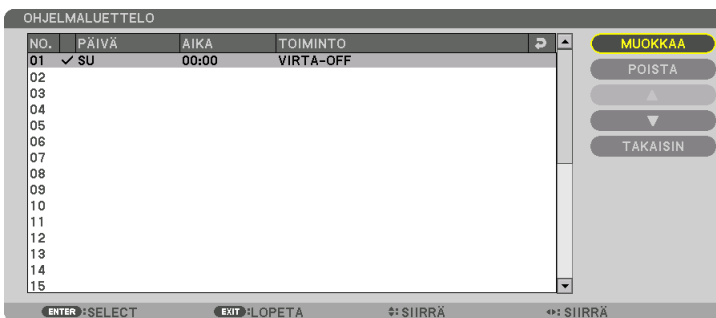 OHJELMALUETTELO
NO. PÄIVÄ AIKA TOIMINTO
01 ✓ SU 00:00 VIRTA-OFF
02
03
04
05
06
07
08
09
10
11
12
13
14
15
MUOKKAA
POISTA
TAKAISIN
ENTER :SELECT EXIT :LOPETA :SIIRRÄ : SIIRRÄ